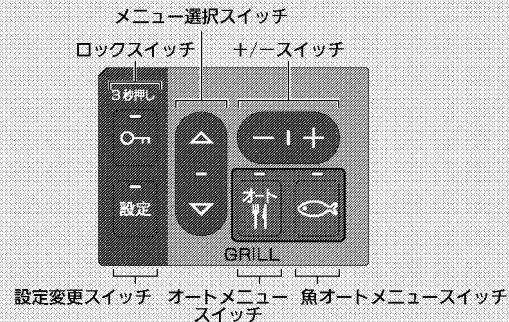 メニュー選択スイッチ
ロックスイッチ
+/−スイッチ
3秒押し
設定
オート
GRILL
設定変更スイッチ
オートメニュー
スイッチ
魚オートメニュースイッチ